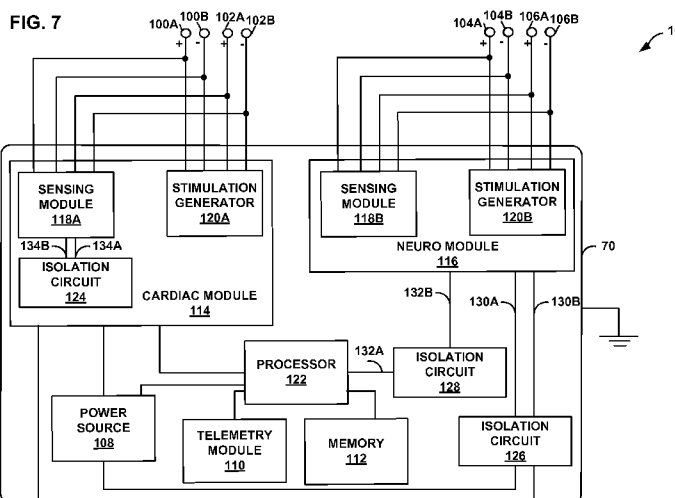 FIG. 7
100A 100B 102A 102B
+ - + -
104A 104B 106A 106B
+ - + -
SENSING MODULE
118A
STIMULATION GENERATOR
120A
134B 134A
ISOLATION CIRCUIT
124
CARDIAC MODULE
114
SENSING MODULE
118B
STIMULATION GENERATOR
120B
NEURO MODULE
116
70
132B
130A
130B
PROCESSOR
122
132A
ISOLATION CIRCUIT
128
POWER SOURCE
108
TELEMETRY MODULE
110
MEMORY
112
ISOLATION CIRCUIT
126